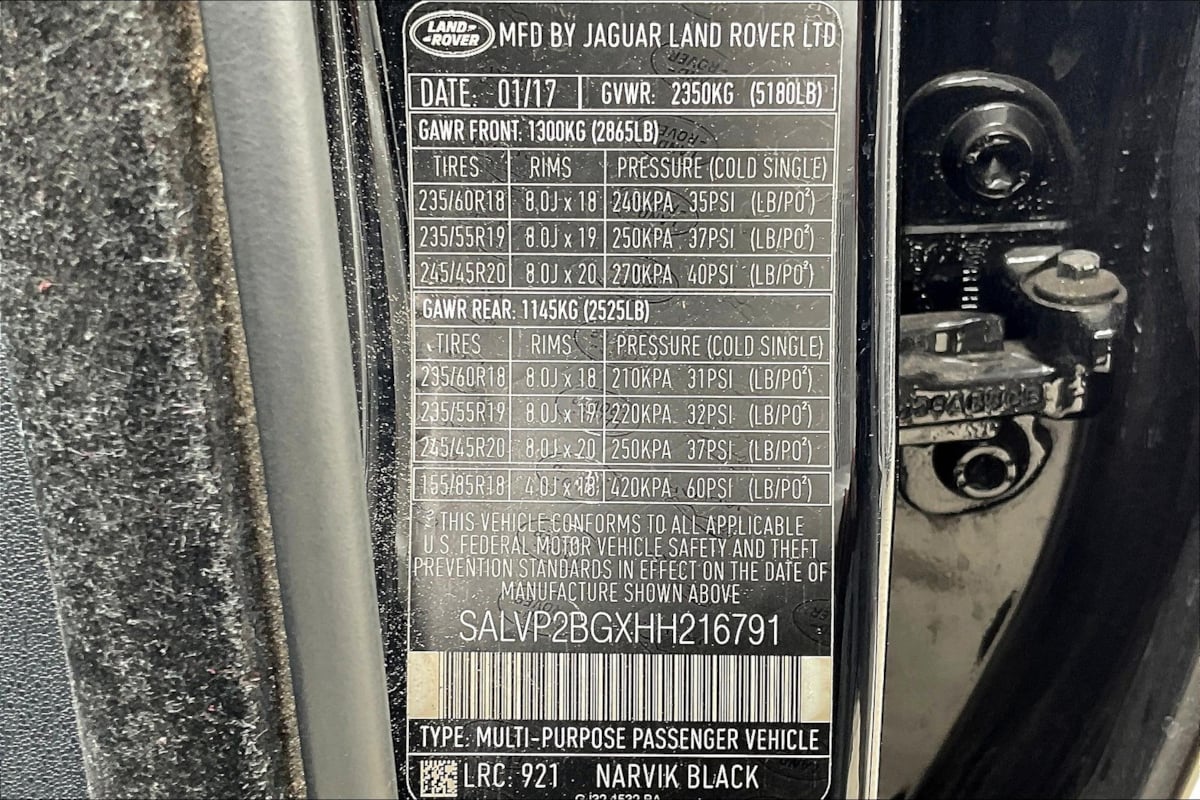 LAND ROVER MFD BY JAGUAR LAND ROVER LTD
DATE: 01/17 GVWR: 2350KG (5180LB)
GAWR FRONT: 1300KG (2865LB)
TIRES RIMS PRESSURE (COLD SINGLE)
235/60R18 8.0J x 18 240KPA 35PSI (LB/PO²)
235/55R19 8.0J x 19 250KPA 37PSI (LB/PO²)
245/45R20 8.0J x 20 270KPA 40PSI (LB/PO²)
GAWR REAR: 1145KG (2525LB)
TIRES RIMS PRESSURE (COLD SINGLE)
235/60R18 8.0J x 18 210KPA 31PSI (LB/PO²)
235/55R19 8.0J x 19 220KPA 32PSI (LB/PO²)
245/45R20 8.0J x 20 250KPA 37PSI (LB/PO²)
155/85R18 4.0J x 18 420KPA 60PSI (LB/PO²)
THIS VEHICLE CONFORMS TO ALL APPLICABLE
U.S. FEDERAL MOTOR VEHICLE SAFETY AND THEFT
PREVENTION STANDARDS IN EFFECT ON THE DATE OF
MANUFACTURE SHOWN ABOVE
SALVP2BGXHH216791
TYPE: MULTI-PURPOSE PASSENGER VEHICLE
LRC: 921 NARVIK BLACK